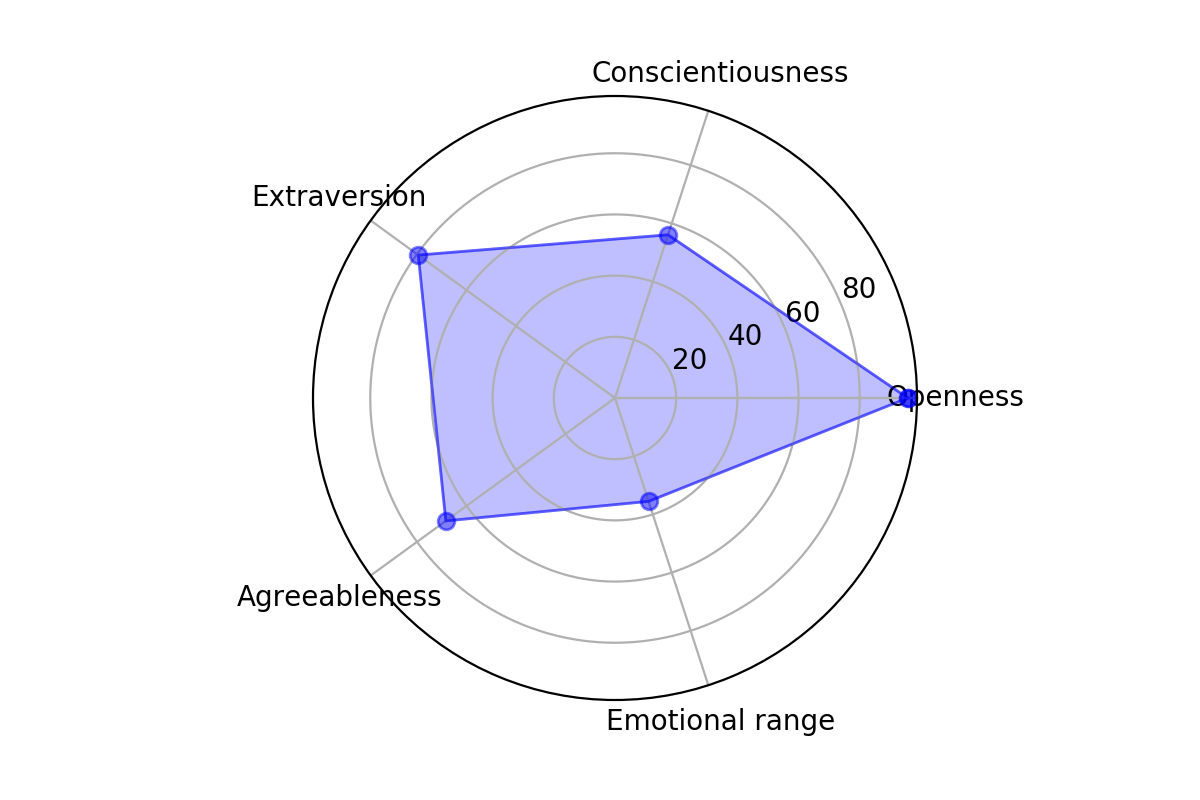 Conscientiousness
Extraversion
80
60
40
20
Openness
Agreeableness
Emotional range